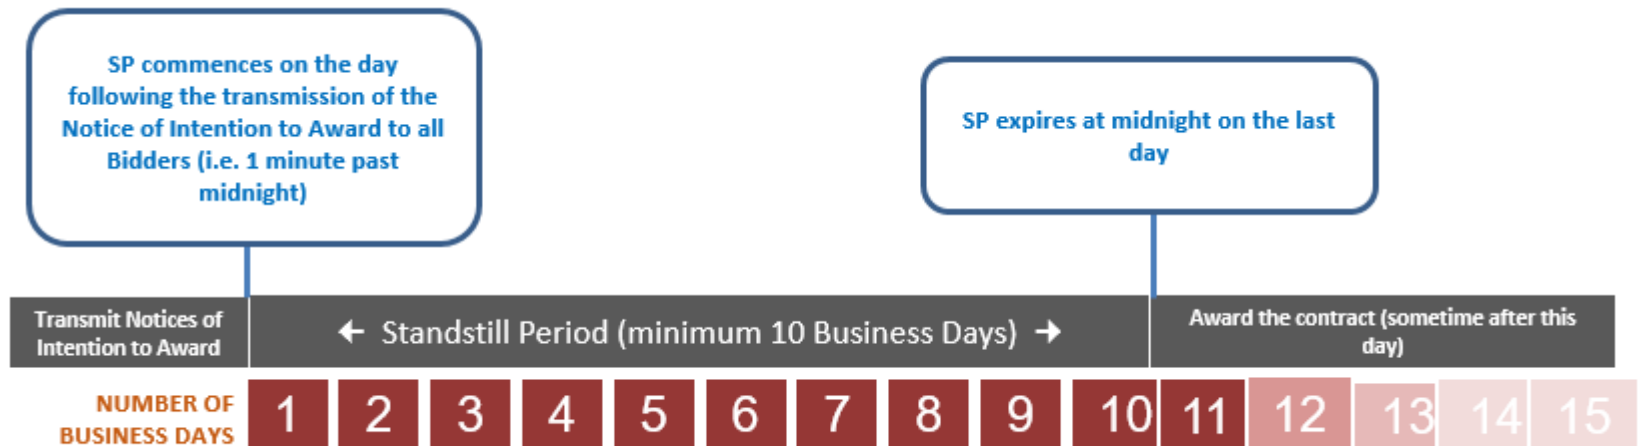 SP commences on the day
following the transmission of the
Notice of Intention to Award to all
Bidders (i.e. 1 minute past
midnight)
SP expires at midnight on the last
day
Transmit Notices of
Intention to Award
← Standstill Period (minimum 10 Business Days) →
Award the contract (sometime after this
day)
NUMBER OF
BUSINESS DAYS
1 2 3 4 5 6 7 8 9 10 11 12 13 14 15